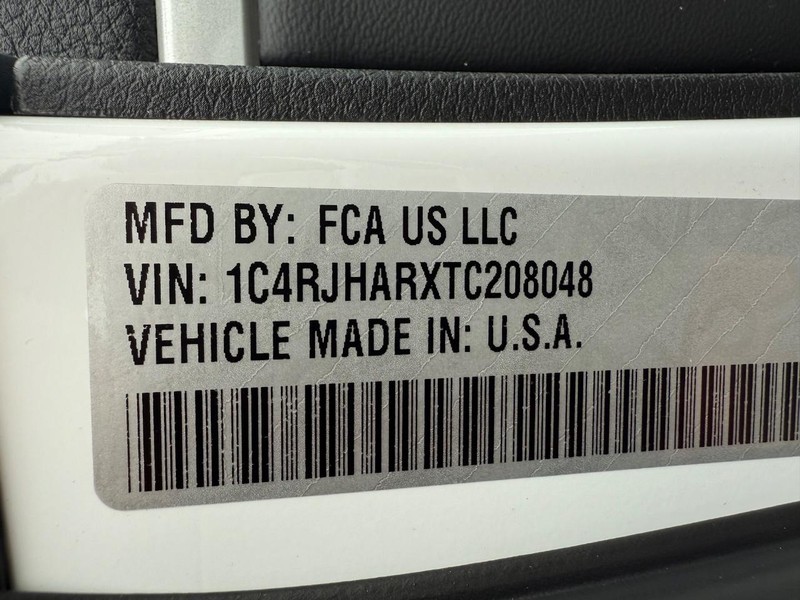 MFD BY: FCA US LLC
VIN: 1C4RJHARXTC208048
VEHICLE MADE IN: U.S.A.